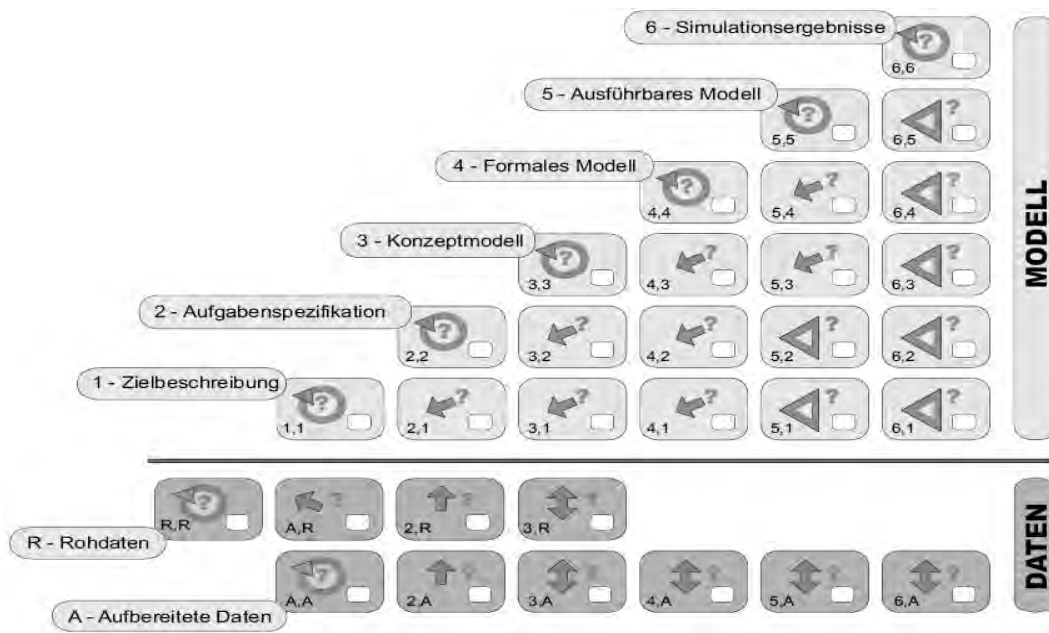 6 - Simulationsergebnisse
?
6,6
5 - Ausführbares Modell
?
5,5
?
6,5
4 - Formales Modell
?
4,4
?
5,4
?
6,4
3 - Konzeptmodell
?
3,3
?
4,3
?
5,3
?
6,3
2 - Aufgabenspezifikation
?
2,2
?
3,2
?
4,2
?
5,2
?
6,2
1 - Zielbeschreibung
?
1,1
?
2,1
?
3,1
?
4,1
?
5,1
?
6,1
MODELL
R - Rohdaten
?
R,R
?
A,R
?
2,R
?
3,R
A - Aufbereitete Daten
?
A,A
?
2,A
?
3,A
?
4,A
?
5,A
?
6,A
DATEN